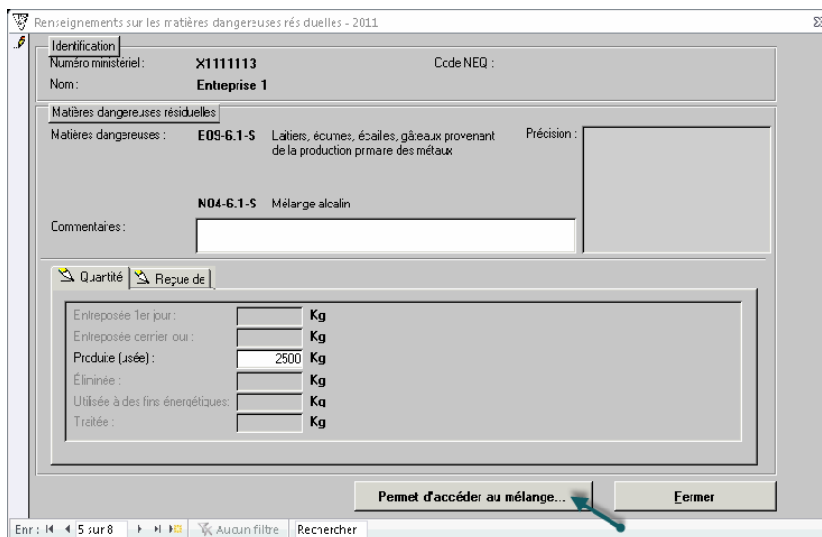 Renseignements sur les matières dangereuses résiduelles - 2011
Identification
Numéro ministériel : X1111113 Code NEQ :
Nom : Entreprise 1
Matières dangereuses résiduelles
Matières dangereuses : E09-6.1-S Laitiers, écumes, écailes, gâteaux provenant Précision :
de la production primare des métaux
N04-6.1-S Mélange alcalin
Commentaires :
Quantité Reçue de
Entreposée 1er jour : Kg
Entreposée dernier jour : Kg
Produite (usée) : 2500 Kg
Éliminée : Kg
Utilisée à des fins énergétiques: Kg
Traitée : Kg
Permet d'accéder au mélange... Fermer
Enr : 5 sur 8 Aucun filtre Rechercher